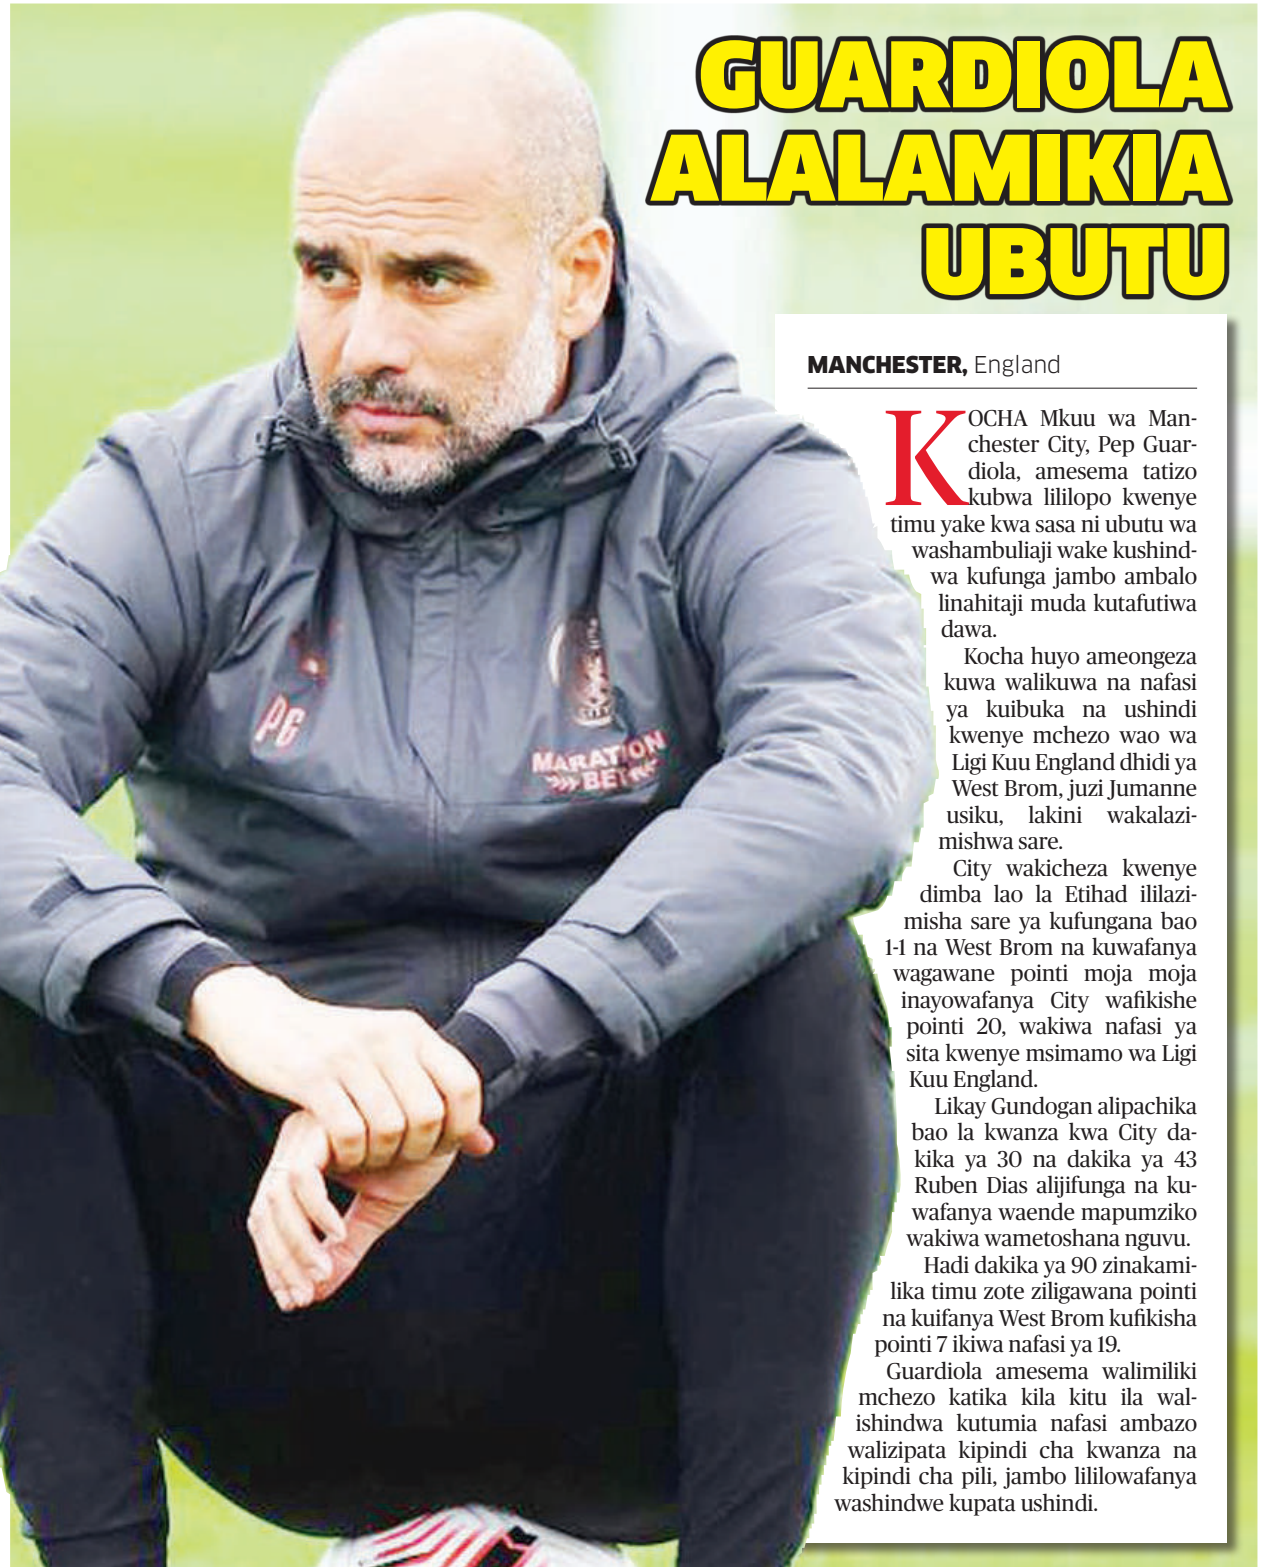 GUARDIOLA
ALALAMIKIA
UBUTU
MANCHESTER, England
KOCHA Mkuu wa Man-
chester City, Pep Guar-
diola, amesema tatizo
kubwa lililopo kwenye
timu yake kwa sasa ni ubutu wa
washambuliaji wake kushind-
wa kufunga jambo ambalo
linahitaji muda kutafutiwa
dawa.
Kocha huyo ameongeza
kuwa walikuwa na nafasi
ya kuibuka na ushindi
kwenye mchezo wao wa
Ligi Kuu England dhidi ya
West Brom, juzi Jumanne
usiku, lakini wakalazi-
mishwa sare.
City wakicheza kwenye
dimba lao la Etihad ililazi-
misha sare ya kufungana bao
1-1 na West Brom na kuwafanya
wagawane pointi moja moja
inayowafanya City wafikishe
pointi 20, wakiwa nafasi ya
sita kwenye msimamo wa Ligi
Kuu England.
Likay Gundogan alipachika
bao la kwanza kwa City da-
kika ya 30 na dakika ya 43
Ruben Dias alijifunga na ku-
wafanya waende mapumziko
wakiwa wametoshana nguvu.
Hadi dakika ya 90 zinakami-
lika timu zote ziligawana pointi
na kuifanya West Brom kufikisha
pointi 7 ikiwa nafasi ya 19.
Guardiola amesema walimiliki
mchezo katika kila kitu ila wal-
ishindwa kutumia nafasi ambazo
walizipata kipindi cha kwanza na
kipindi cha pili, jambo lililowafanya
washindwe kupata ushindi.
PG
MARATHON
BET